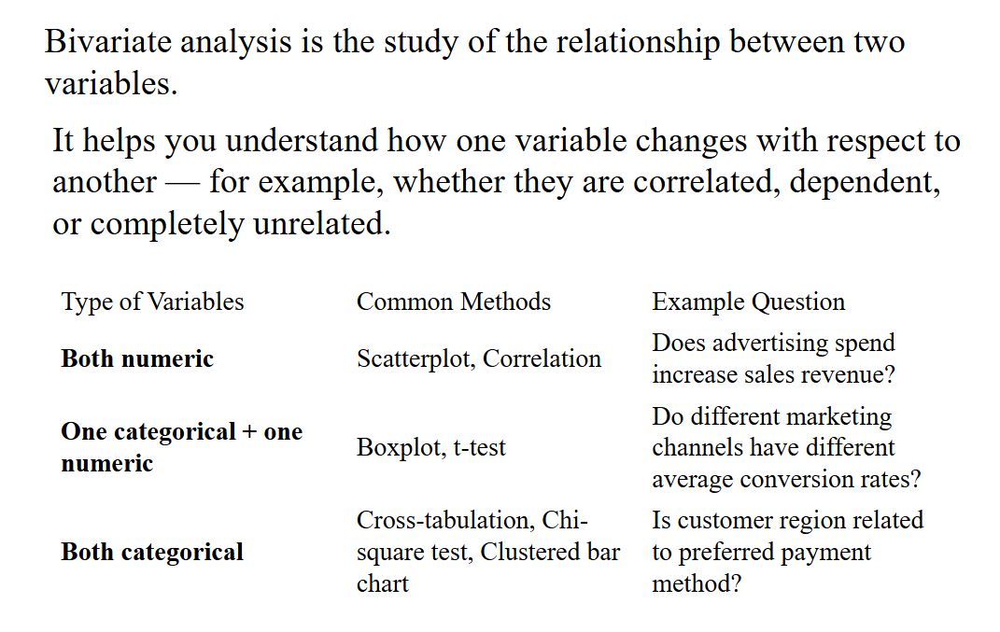 Bivariate analysis is the study of the relationship between two
variables.
It helps you understand how one variable changes with respect to
another — for example, whether they are correlated, dependent,
or completely unrelated.
Type of Variables Common Methods Example Question
Both numeric Scatterplot, Correlation Does advertising spend
increase sales revenue?
One categorical + one
numeric
Boxplot, t-test
Do different marketing
channels have different
average conversion rates?
Both categorical
Cross-tabulation, Chi-
square test, Clustered bar
chart
Is customer region related
to preferred payment
method?